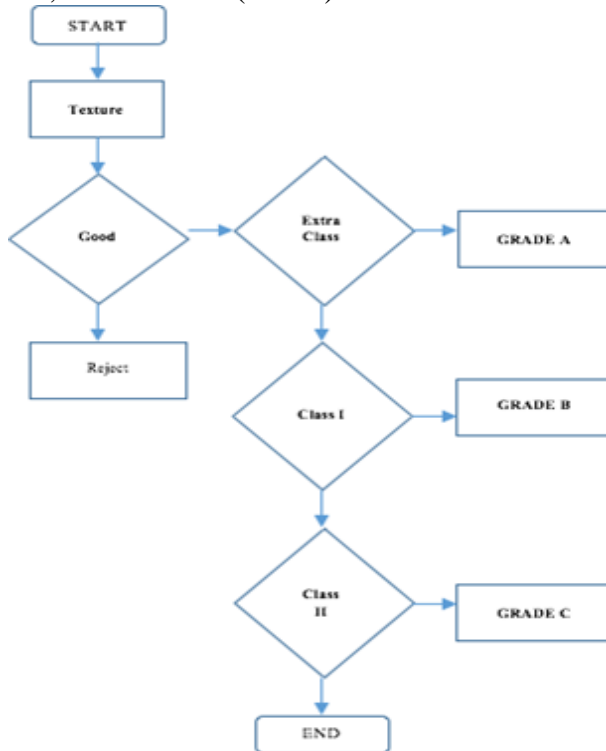 START
Texture
Good
Extra
Class
GRADE A
Reject
Class I
GRADE B
Class
II
GRADE C
END